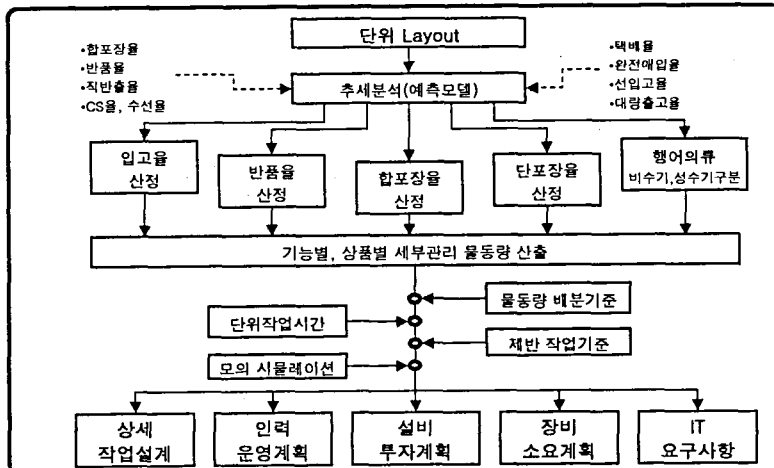 단위 Layout
•합포장율
•반품율
•직반출율
•CS율, 수선율
추세분석(예측모델)
•택배율
•완전매입율
•선입고율
•대량출고율
입고율
산정
반품율
산정
합포장율
산정
단포장율
산정
행어의류
비수기,성수기구분
기능별, 상품별 세부관리 물동량 산출
물동량 배분기준
단위작업시간
제반 작업기준
모의 시물레이션
상세
작업설계
인력
운영계획
설비
투자계획
장비
소요계획
IT
요구사항